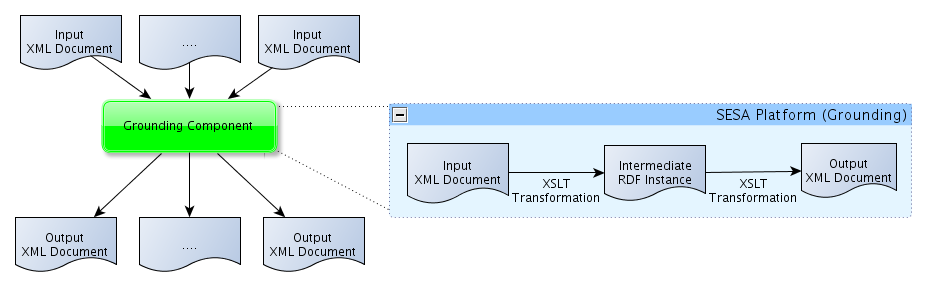 Input
XML Document
....
Input
XML Document
Grounding Component
Output
XML Document
....
Output
XML Document
SESA Platform (Grounding)
Input
XML Document
XSLT
Transformation
Intermediate
RDF Instance
XSLT
Transformation
Output
XML Document